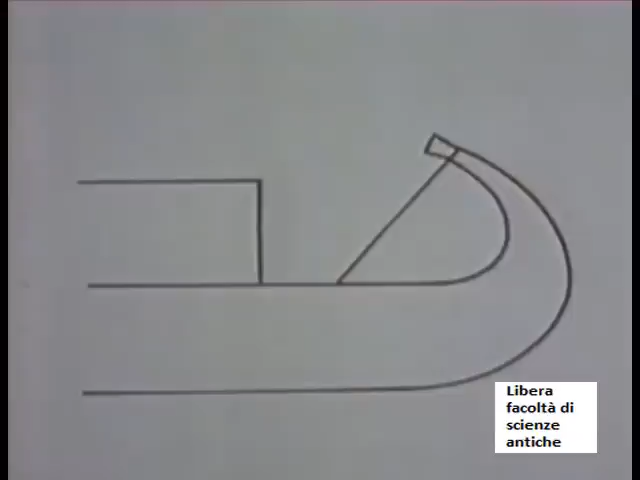 Libera
facoltà di
scienze
antiche